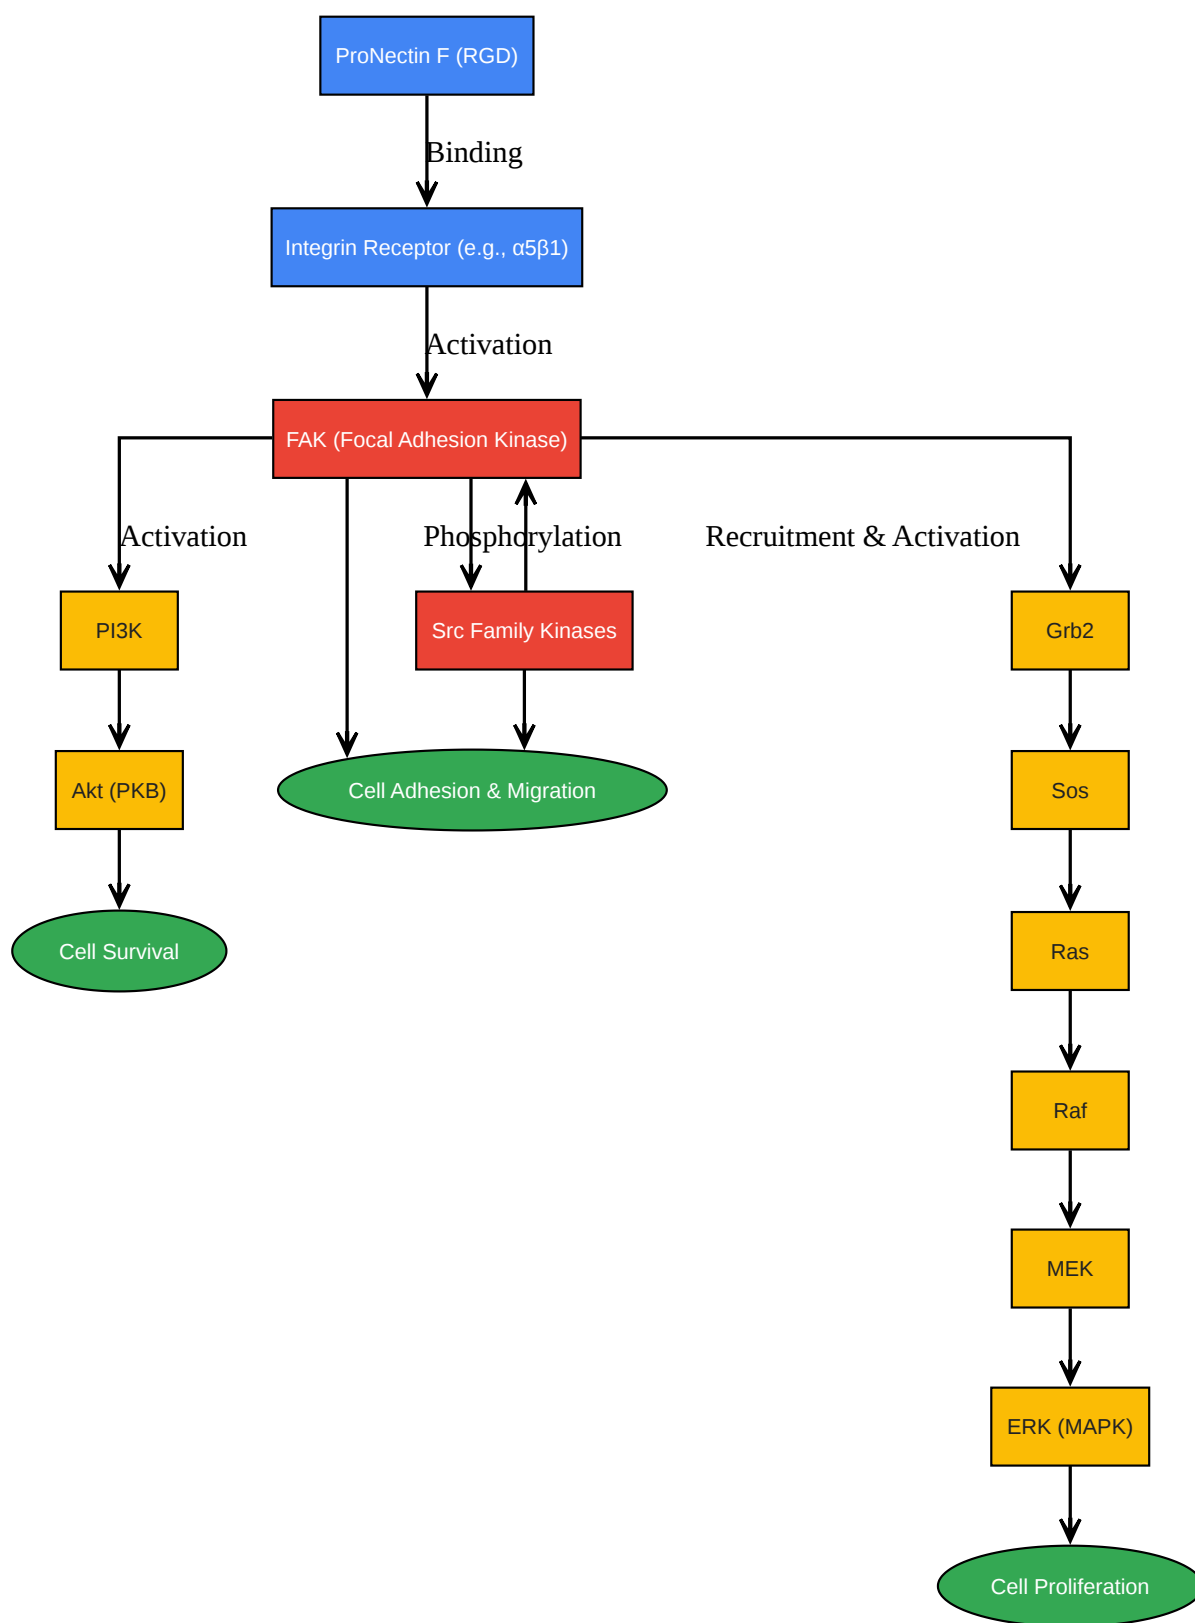 ProNectin F (RGD)
Binding
Integrin Receptor (e.g., α5β1)
Activation
FAK (Focal Adhesion Kinase)
Activation
Phosphorylation
Recruitment & Activation
PI3K
Src Family Kinases
Grb2
Akt (PKB)
Cell Adhesion & Migration
Sos
Cell Survival
Ras
Raf
MEK
ERK (MAPK)
Cell Proliferation